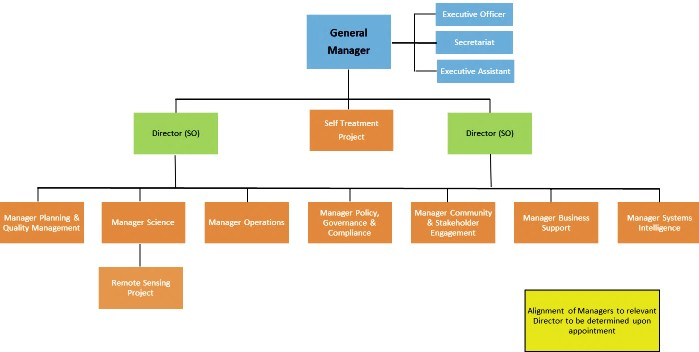 General
Manager
Executive Officer
Secretariat
Executive Assistant
Director (SO)
Self Treatment
Project
Director (SO)
Manager Planning &
Quality Management
Manager Science
Manager Operations
Manager Policy,
Governance &
Compliance
Manager Community
& Stakeholder
Engagement
Manager Business
Support
Manager Systems
Intelligence
Remote Sensing
Project
Alignment of Managers to relevant
Director to be determined upon
appointment